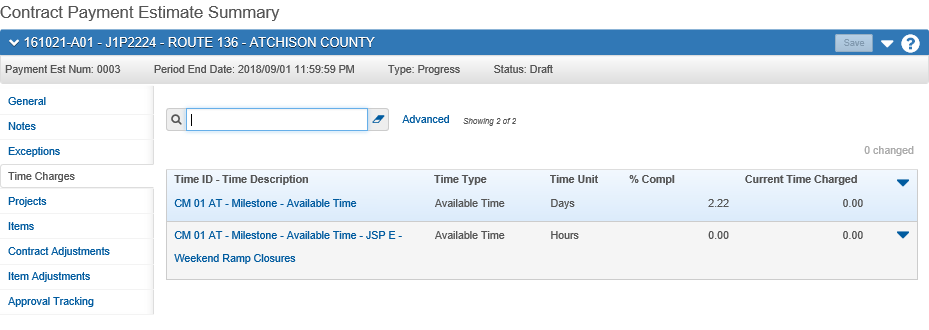 Contract Payment Estimate Summary
161021-A01 - J1P2224 - ROUTE 136 - ATCHISON COUNTY
Save
?
Payment Est Num: 0003 Period End Date: 2018/09/01 11:59:59 PM Type: Progress Status: Draft
General
Notes
Exceptions
Time Charges
Projects
Items
Contract Adjustments
Item Adjustments
Approval Tracking
Advanced Showing 2 of 2
0 changed
Time ID - Time Description Time Type Time Unit % Compl Current Time Charged
CM 01 AT - Milestone - Available Time Available Time Days 2.22 0.00
CM 01 AT - Milestone - Available Time - JSP E - Available Time Hours 0.00 0.00
Weekend Ramp Closures